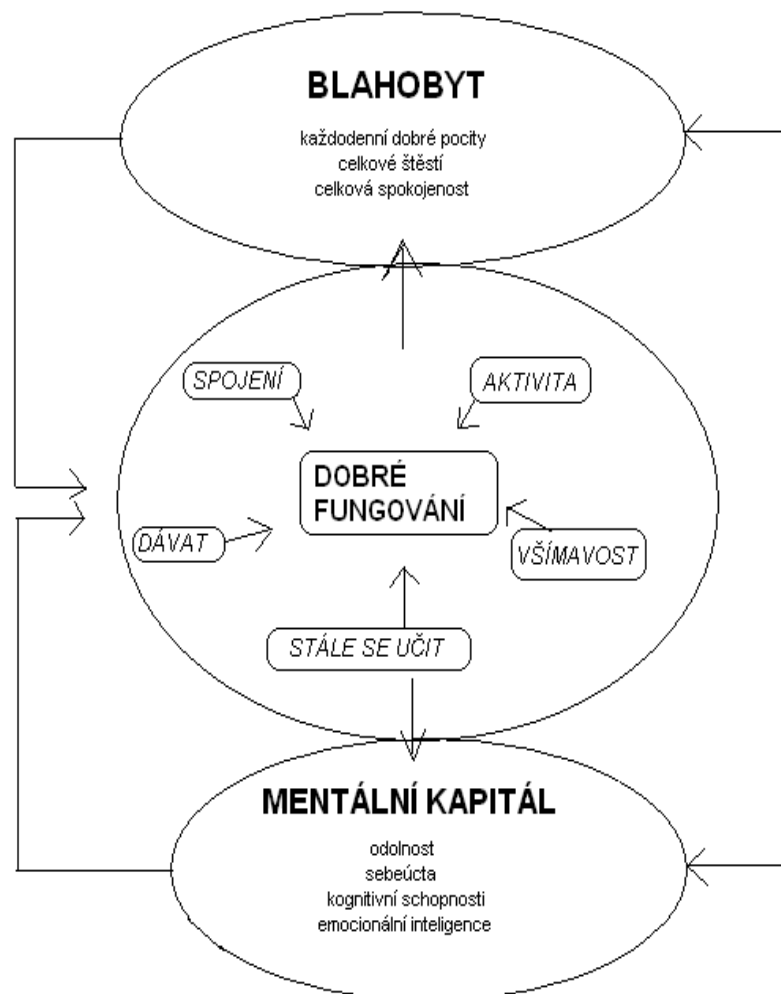 BLAHOBYT
každodenní dobré pocity
celkové štěstí
celková spokojenost
SPOJENÍ
AKTIVITA
DOBRÉ
FUNGOVÁNÍ
DÁVAT
VŠÍMAVOST
STÁLE SE UČIT
MENTÁLNÍ KAPITÁL
odolnost
sebeúcta
kognitivní schopnosti
emocionální inteligence